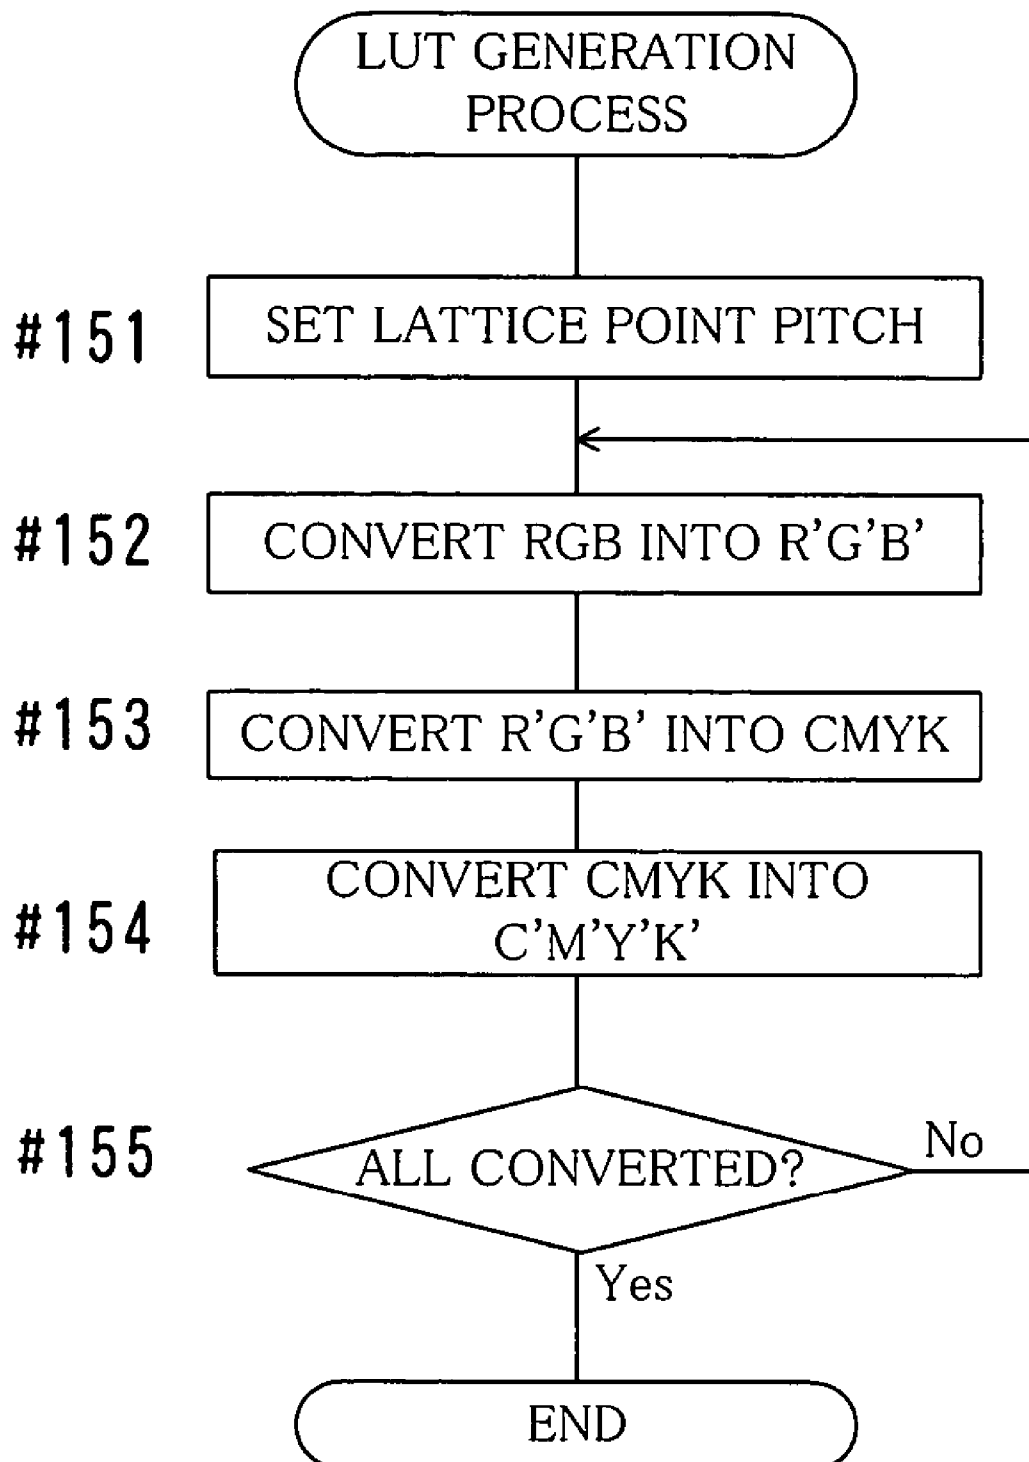 LUT GENERATION
PROCESS
#151
SET LATTICE POINT PITCH
#152
CONVERT RGB INTO R’G’B’
#153
CONVERT R’G’B’ INTO CMYK
#154
CONVERT CMYK INTO
C’M’Y’K’
#155
ALL CONVERTED?
No
Yes
END